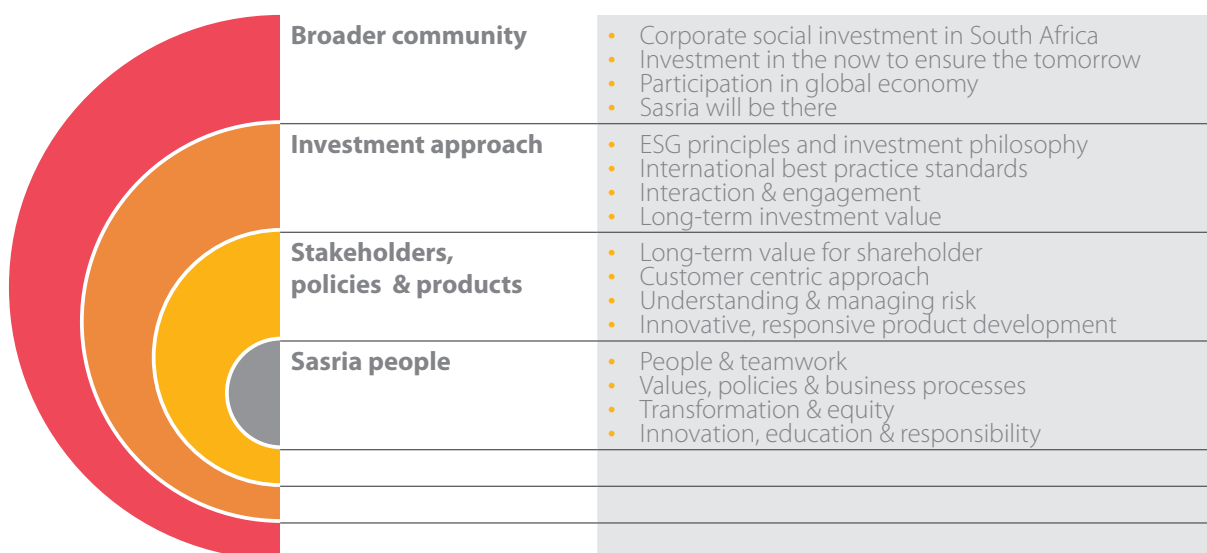 Broader community
• Corporate social investment in South Africa
• Investment in the now to ensure the tomorrow
• Participation in global economy
• Sasria will be there
Investment approach
• ESG principles and investment philosophy
• International best practice standards
• Interaction & engagement
• Long-term investment value
Stakeholders,
policies & products
• Long-term value for shareholder
• Customer centric approach
• Understanding & managing risk
• Innovative, responsive product development
Sasria people
• People & teamwork
• Values, policies & business processes
• Transformation & equity
• Innovation, education & responsibility